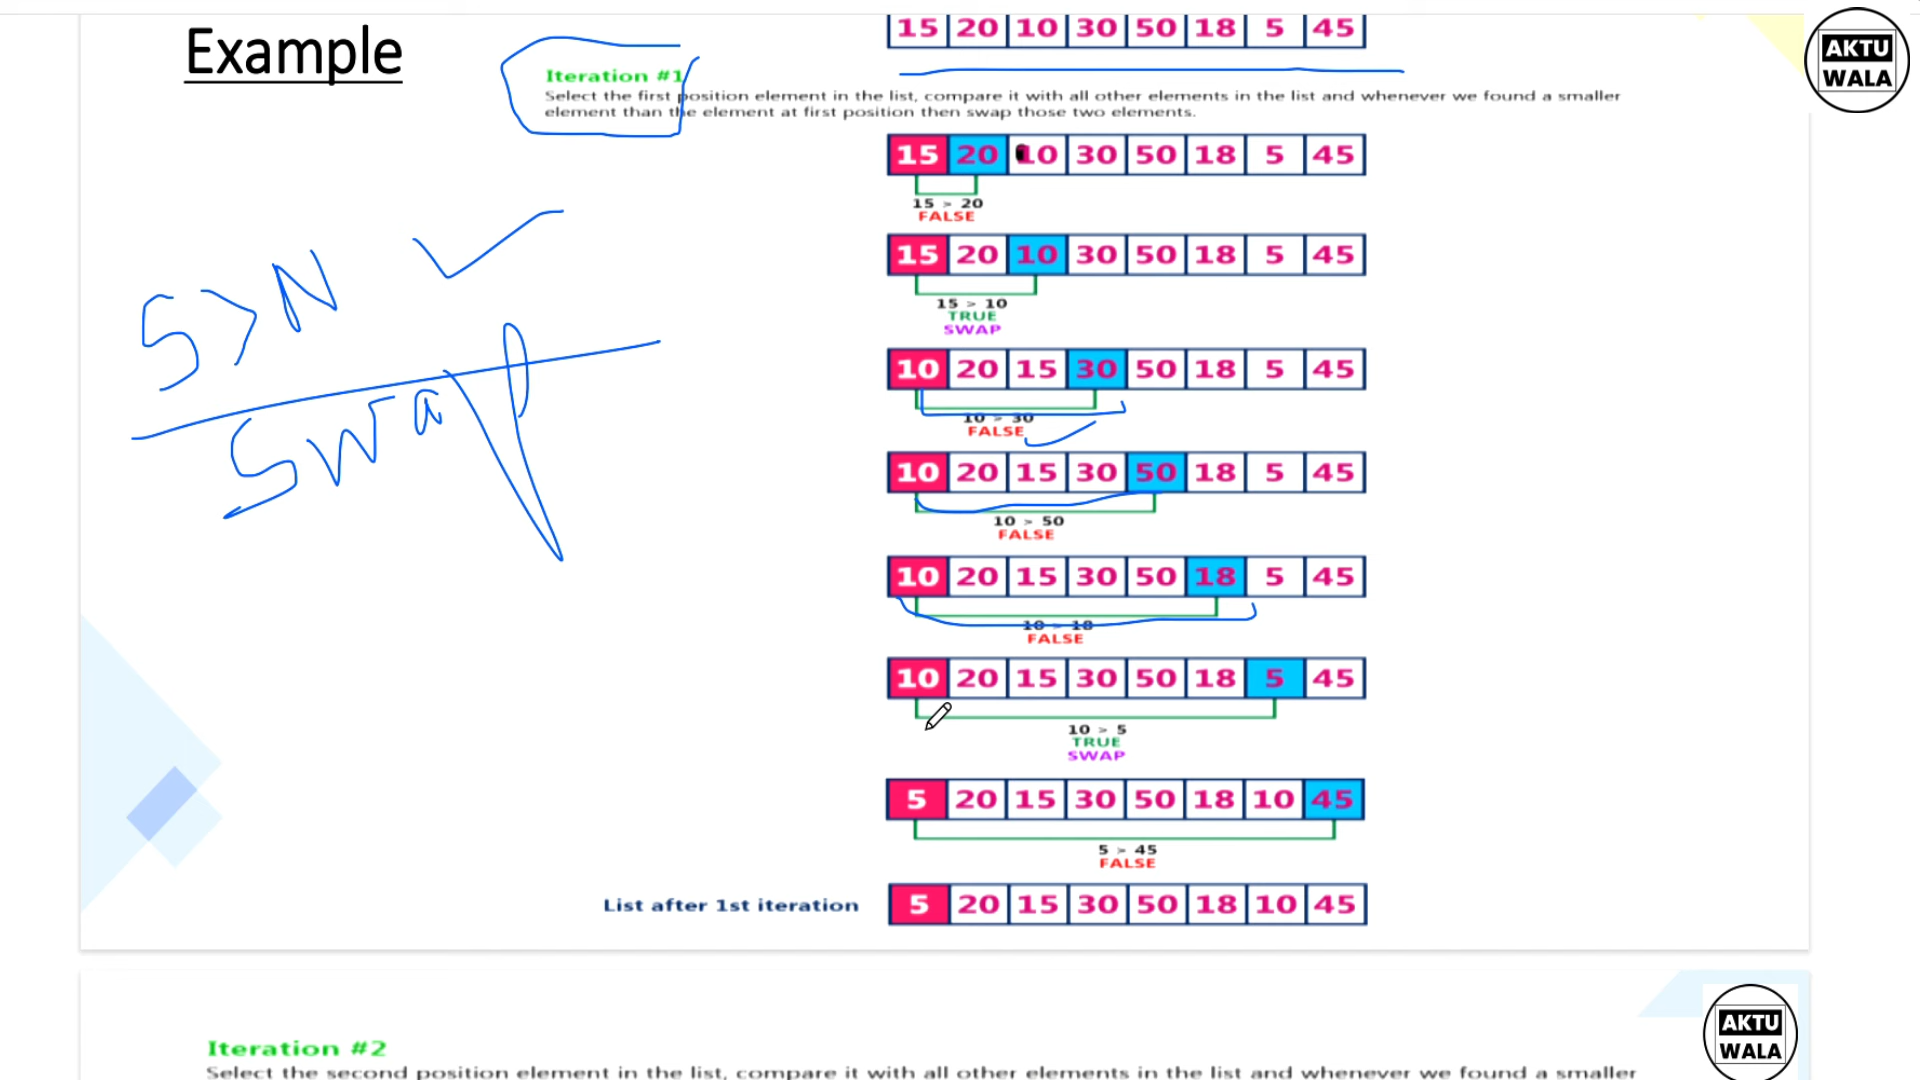 Example
15 20 10 30 50 18 5 45
AKTU
WALA
Iteration #1
Select the first position element in the list, compare it with all other elements in the list and whenever we found a smaller
element than the element at first position then swap those two elements.
15 20 10 30 50 18 5 45
15 > 20
FALSE
S>N
15 20 10 30 50 18 5 45
15 > 10
TRUE
SWAP
Swap
10 20 15 30 50 18 5 45
10 > 30
FALSE
10 20 15 30 50 18 5 45
10 > 50
FALSE
10 20 15 30 50 18 5 45
10 > 18
FALSE
10 20 15 30 50 18 5 45
10 > 5
TRUE
SWAP
5 20 15 30 50 18 10 45
5 > 45
FALSE
List after 1st iteration 5 20 15 30 50 18 10 45
AKTU
WALA
Iteration #2
Select the second position element in the list, compare it with all other elements in the list and whenever we found a smaller